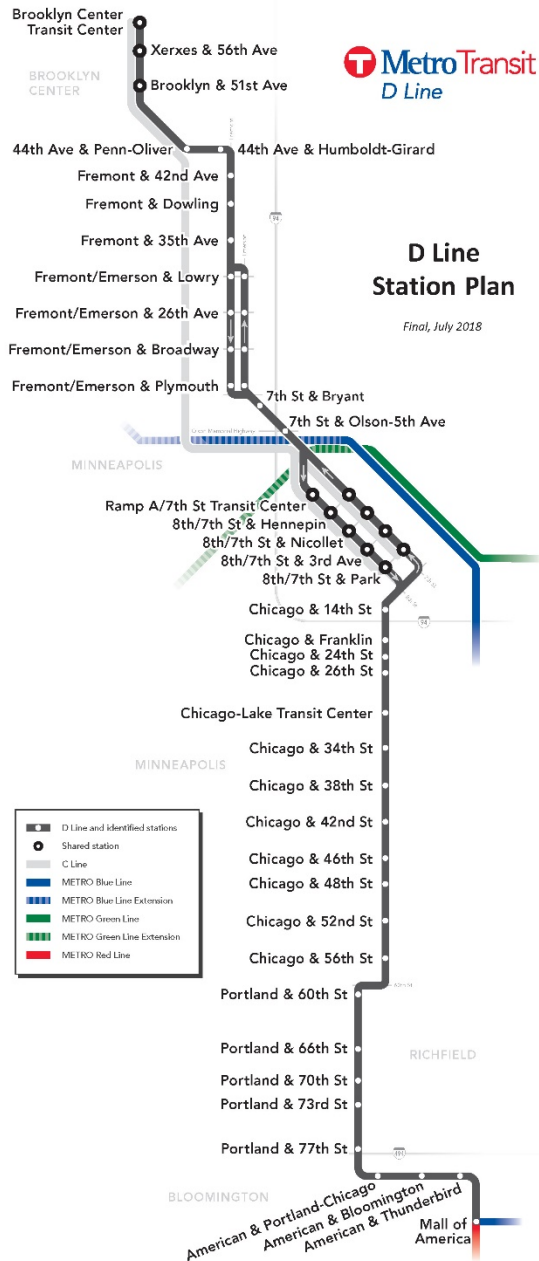 Brooklyn Center
Transit Center
Xerxes & 56th Ave
Brooklyn & 51st Ave
BROOKLYN
CENTER
T MetroTransit
D Line
44th Ave & Penn-Oliver
44th Ave & Humboldt-Girard
Fremont & 42nd Ave
Fremont & Dowling
94
Fremont & 35th Ave
D Line
Station Plan
Final, July 2018
Fremont/Emerson & Lowry
Fremont/Emerson & 26th Ave
Fremont/Emerson & Broadway
Fremont/Emerson & Plymouth
7th St & Bryant
7th St & Olson-5th Ave
MINNEAPOLIS
Ramp A/7th St Transit Center
8th/7th St & Hennepin
8th/7th St & Nicollet
8th/7th St & 3rd Ave
8th/7th St & Park
Chicago & 14th St
94
Chicago & Franklin
Chicago & 24th St
Chicago & 26th St
Chicago-Lake Transit Center
Chicago & 34th St
MINNEAPOLIS
Chicago & 38th St
Chicago & 42nd St
Chicago & 46th St
Chicago & 48th St
Chicago & 52nd St
Chicago & 56th St
D Line and identified stations
Shared station
C Line
METRO Blue Line
METRO Blue Line Extension
METRO Green Line
METRO Green Line Extension
METRO Red Line
Portland & 60th St
Portland & 66th St
RICHFIELD
Portland & 70th St
Portland & 73rd St
Portland & 77th St
494
BLOOMINGTON
American & Portland-Chicago
American & Bloomington
American & Thunderbird
Mall of
America